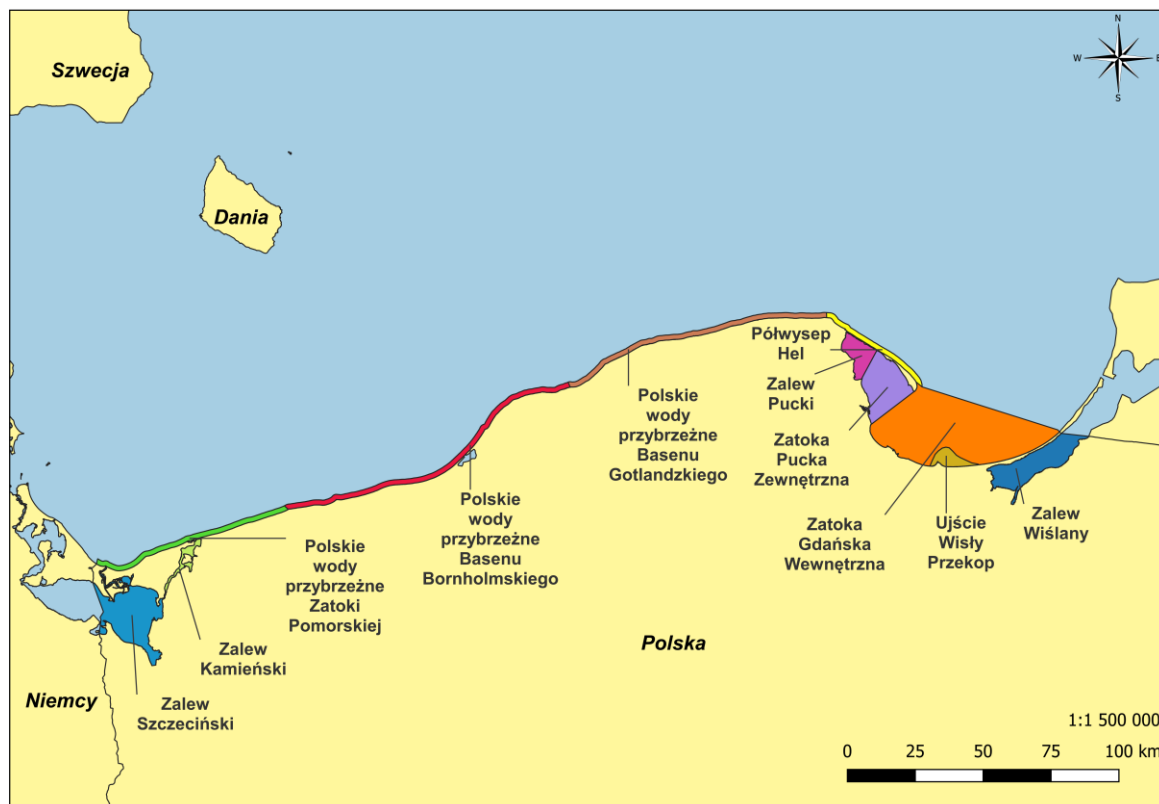 N
W
E
S
Szwecja
Dania
Półwysep
Hel
Zalew
Pucki
Zatoka
Pucka
Zewnętrzna
Polskie
wody
przybrzeżne
Basenu
Gotlandzkiego
Polskie
wody
przybrzeżne
Basenu
Bornholmskiego
Zatoka
Gdańska
Wewnętrzna
Ujście
Wisły
Przekop
Zalew
Wiślany
Polskie
wody
przybrzeżne
Zatoki
Pomorskiej
Zalew
Kamieński
Polska
Niemcy
Zalew
Szczeciński
1:1 500 000
0 25 50 75 100 km